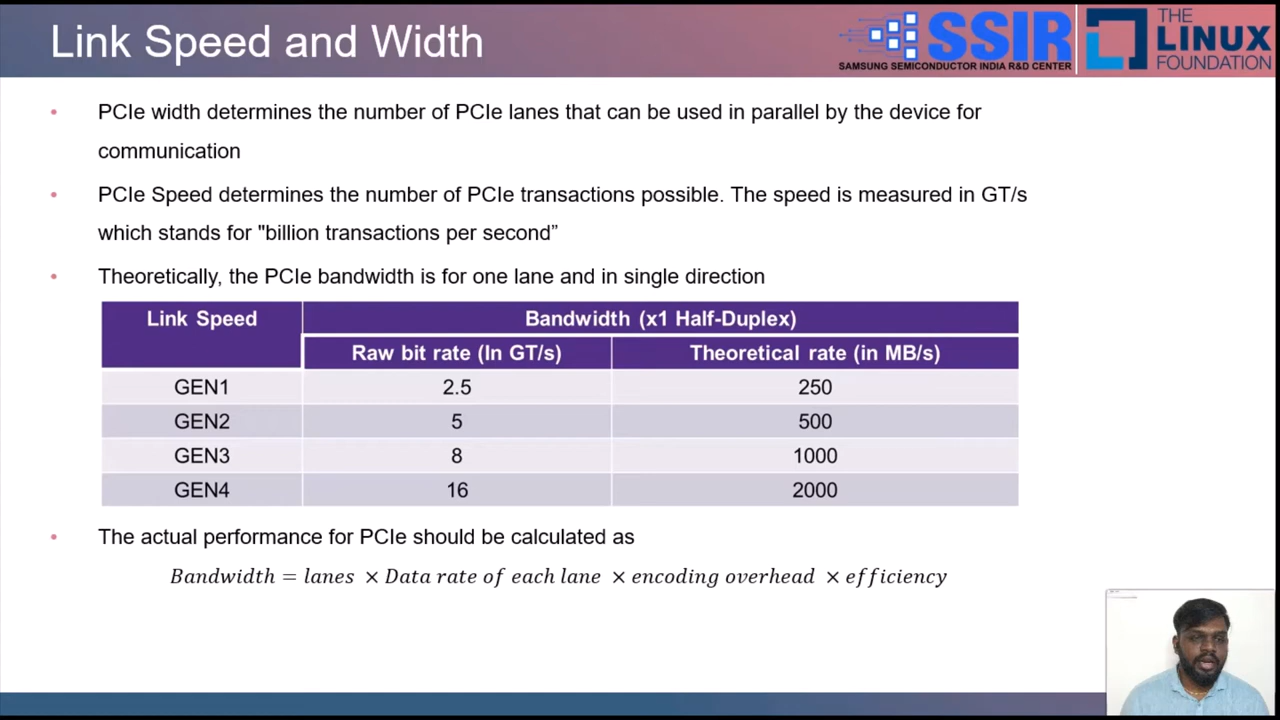 Link Speed and Width
SSIR
SAMSUNG SEMICONDUCTOR INDIA R&D CENTER
THE
LINUX
FOUNDATION
• PCIe width determines the number of PCIe lanes that can be used in parallel by the device for
communication
• PCIe Speed determines the number of PCIe transactions possible. The speed is measured in GT/s
which stands for "billion transactions per second”
• Theoretically, the PCIe bandwidth is for one lane and in single direction
Link Speed Bandwidth (x1 Half-Duplex)
Raw bit rate (In GT/s) Theoretical rate (in MB/s)
GEN1 2.5 250
GEN2 5 500
GEN3 8 1000
GEN4 16 2000
• The actual performance for PCIe should be calculated as
Bandwidth = lanes × Data rate of each lane × encoding overhead × efficiency